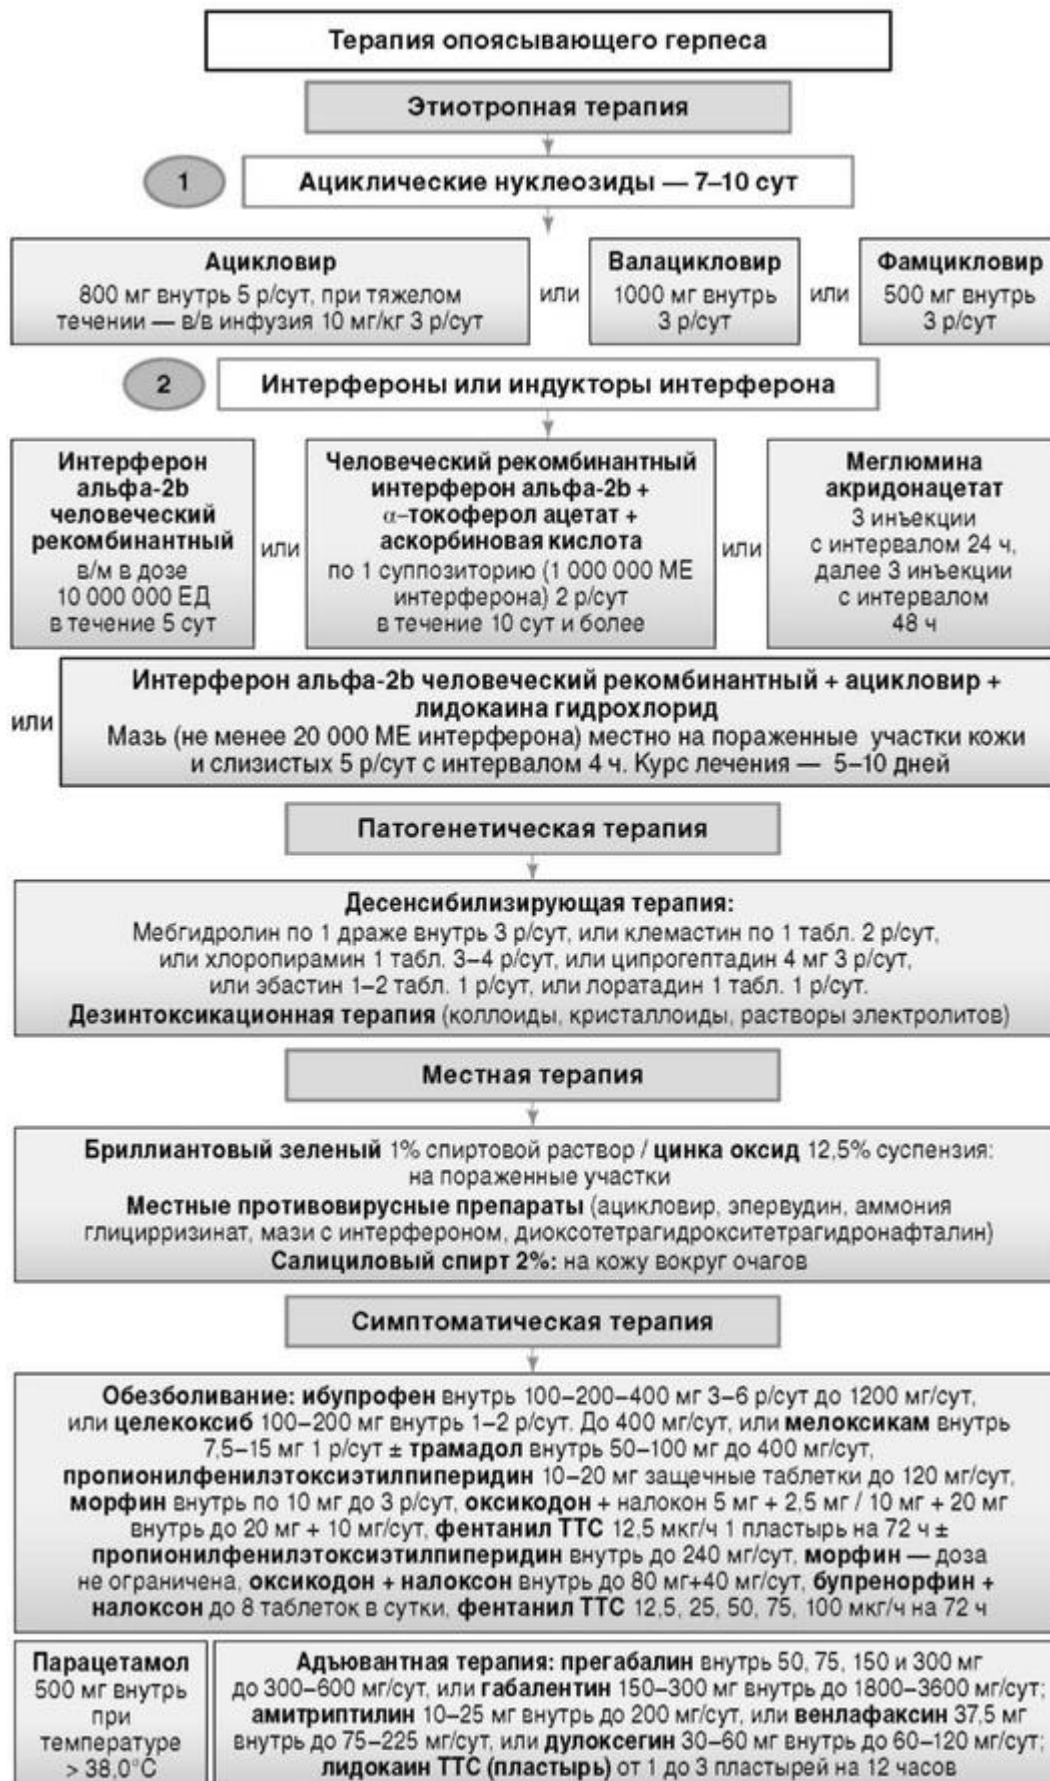 Терапия опоясывающего герпеса
Этиотропная терапия
1
Ациклические нуклеозиды — 7–10 сут
Ацикловир
800 мг внутрь 5 р/сут, при тяжелом
течении — в/в инфузия 10 мг/кг 3 р/сут
или
Валацикловир
1000 мг внутрь
3 р/сут
или
Фамцикловир
500 мг внутрь
3 р/сут
2
Интерфероны или индукторы интерферона
Интерферон
альфа-2b
человеческий
рекомбинантный
в/м в дозе
10 000 000 ЕД
в течение 5 сут
или
Человеческий рекомбинантный
интерферон альфа-2b +
α–токоферол ацетат +
аскорбиновая кислота
по 1 суппозиторию (1 000 000 МЕ
интерферона) 2 р/сут
в течение 10 сут и более
или
Меглюмина
акридонацетат
3 инъекции
с интервалом 24 ч,
далее 3 инъекции
с интервалом
48 ч
или
Интерферон альфа-2b человеческий рекомбинантный + ацикловир +
лидокаина гидрохлорид
Мазь (не менее 20 000 МЕ интерферона) местно на пораженные участки кожи
и слизистых 5 р/сут с интервалом 4 ч. Курс лечения — 5–10 дней
Патогенетическая терапия
Десенсибилизирующая терапия:
Мебгидролин по 1 драже внутрь 3 р/сут, или клемастин по 1 табл. 2 р/сут,
или хлоропирамин 1 табл. 3–4 р/сут, или ципрогептадин 4 мг 3 р/сут,
или эбастин 1–2 табл. 1 р/сут, или лоратадин 1 табл. 1 р/сут.
Дезинтоксикационная терапия (коллоиды, кристаллоиды, растворы электролитов)
Местная терапия
Бриллиантовый зеленый 1% спиртовой раствор / цинка оксид 12,5% суспензия:
на пораженные участки
Местные противовирусные препараты (ацикловир, эпервудин, аммония
глицирризинат, мази с интерфероном, диоксотетрагидрокситетрагидронафталин)
Салициловый спирт 2%: на кожу вокруг очагов
Симптоматическая терапия
Обезболивание: ибупрофен внутрь 100–200–400 мг 3–6 р/сут до 1200 мг/сут,
или целекоксиб 100–200 мг внутрь 1–2 р/сут. До 400 мг/сут, или мелоксикам внутрь
7,5–15 мг 1 р/сут ± трамадол внутрь 50–100 мг до 400 мг/сут,
пропионилфенилэтоксиэтилпиперидин 10–20 мг защечные таблетки до 120 мг/сут,
морфин внутрь по 10 мг до 3 р/сут, оксикодон + налокон 5 мг + 2,5 мг / 10 мг + 20 мг
внутрь до 20 мг + 10 мг/сут, фентанил ТТС 12,5 мкг/ч 1 пластырь на 72 ч ±
пропионилфенилэтоксиэтилпиперидин внутрь до 240 мг/сут, морфин — доза
не ограничена, оксикодон + налоксон внутрь до 80 мг+40 мг/сут, бупренорфин +
налоксон до 8 таблеток в сутки, фентанил ТТС 12,5, 25, 50, 75, 100 мкг/ч на 72 ч
Парацетамол
500 мг внутрь
при
температуре
> 38,0°C
Адъювантная терапия: прегабалин внутрь 50, 75, 150 и 300 мг
до 300–600 мг/сут, или габалентин 150–300 мг внутрь до 1800–3600 мг/сут;
амитриптилин 10–25 мг внутрь до 200 мг/сут, или венлафаксин 37,5 мг
внутрь до 75–225 мг/сут, или дулоксегин 30–60 мг внутрь до 60–120 мг/сут;
лидокаин ТТС (пластырь) от 1 до 3 пластырей на 12 часов